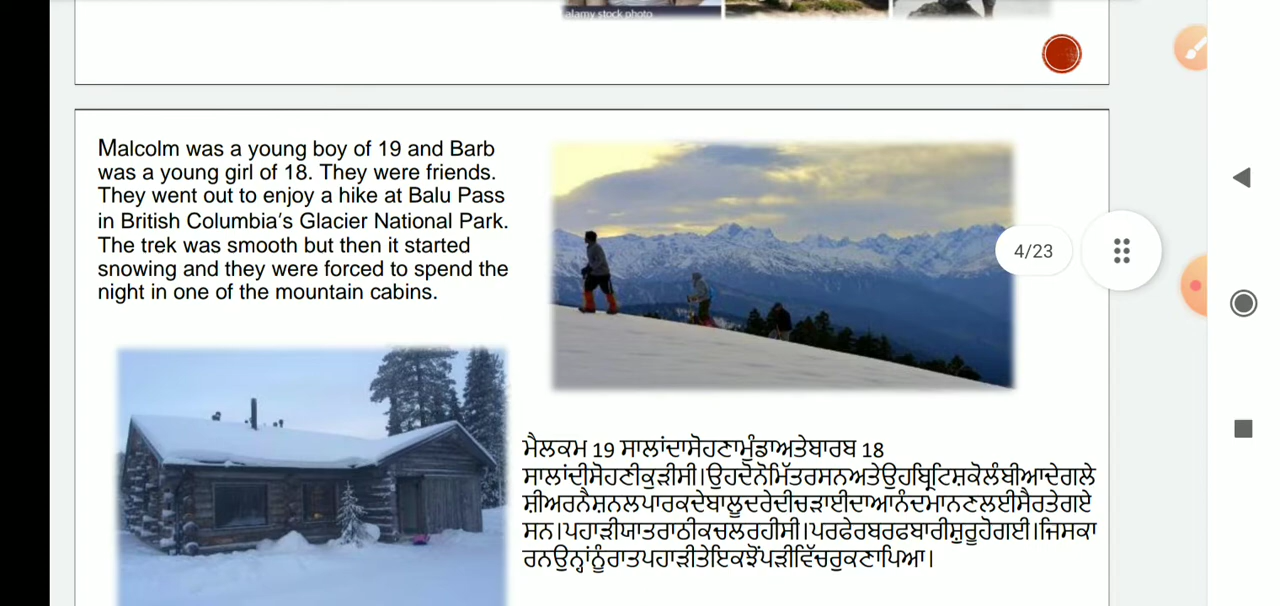 alamy stock photo
Malcolm was a young boy of 19 and Barb
was a young girl of 18. They were friends.
They went out to enjoy a hike at Balu Pass
in British Columbia's Glacier National Park.
The trek was smooth but then it started
snowing and they were forced to spend the
night in one of the mountain cabins.
4/23
ਮੈਲਕਮ 19 ਸਾਲਾਂਦਾਸੋਹਣਾਮੁੰਡਾਅਤੇਬਾਰਬ 18
ਸਾਲਾਂਦੀਸੋਹਣੀਕੁੜੀਸੀ।ਉਹਦੋਨੋਮਿੱਤਰਸਨਅਤੇਉਹਬ੍ਰਿਟਿਸ਼ਕੋਲੰਬੀਆਦੇਗਲੇ
ਸ਼ੀਅਰਨੈਸ਼ਨਲਪਾਰਕਦੇਬਾਲੂਦਰੇਦੀਚੜਾਈਦਾਆਨੰਦਮਾਨਣਲਈਸੈਰਤੇਗਏ
ਸਨ।ਪਹਾੜੀਯਾਤਰਾਠੀਕਚਲਰਹੀਸੀ।ਪਰਫੇਰਬਰਫਬਾਰੀਸ਼ੁਰੂਹੋਗਈ।ਜਿਸਕਾ
ਰਨਉਨ੍ਹਾਂਨੂੰਰਾਤਪਹਾੜੀਤੇਇਕਝੋਂਪੜੀਵਿੱਚਰੁਕਣਾਪਿਆ।